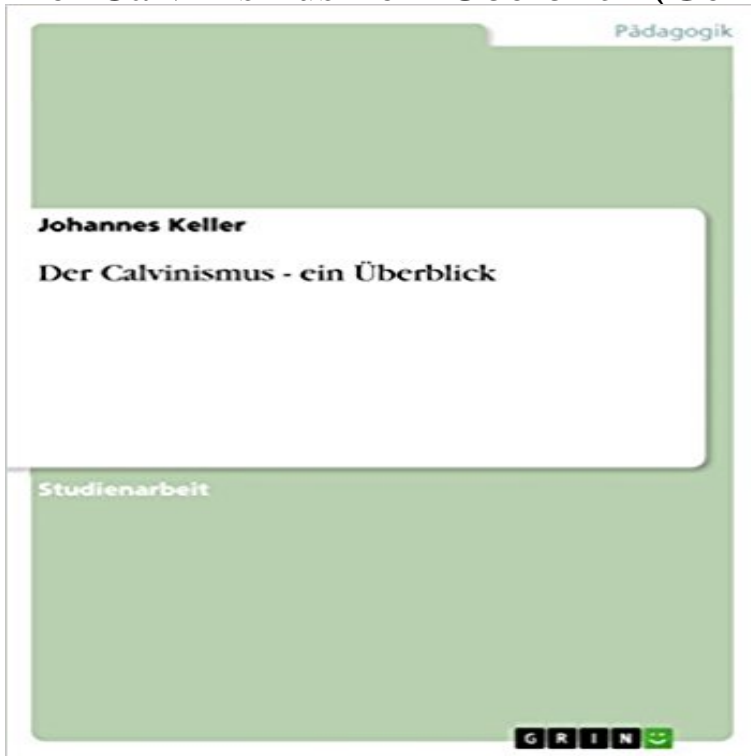 Pädagogik
Johannes Keller
Der Calvinismus - ein Überblick
Studienarbeit
GRIN